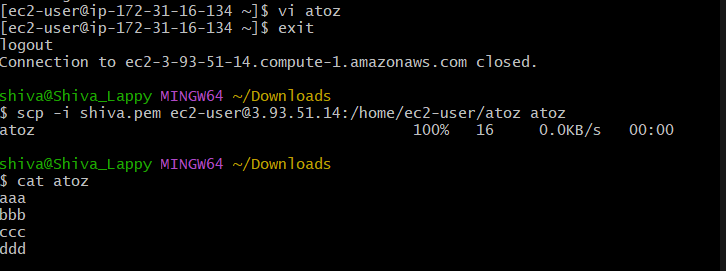 [ec2-user@ip-172-31-16-134 ~]$ vi atoz
[ec2-user@ip-172-31-16-134 ~]$ exit
logout
Connection to ec2-3-93-51-14.compute-1.amazonaws.com closed.
shiva@Shiva_Lappy MINGW64 ~/Downloads
$ scp -i shiva.pem ec2-user@3.93.51.14:/home/ec2-user/atoz atoz
atoz 100% 16 0.0KB/s 00:00
shiva@Shiva_Lappy MINGW64 ~/Downloads
$ cat atoz
aaa
bbb
ccc
ddd